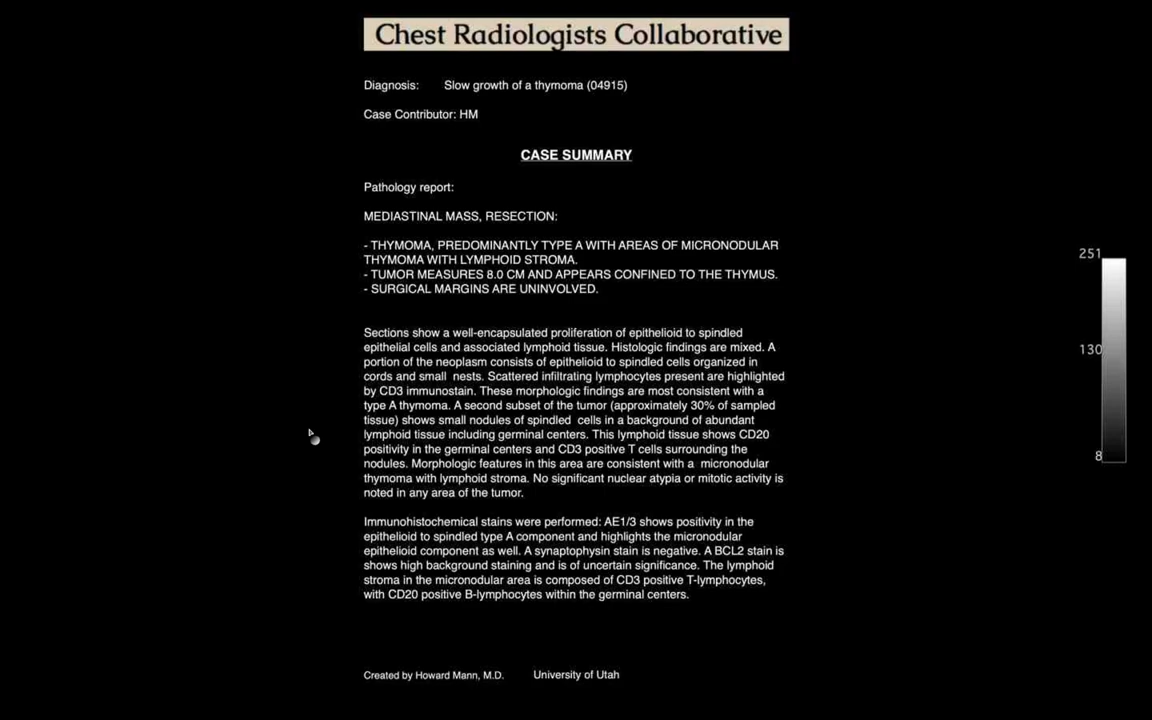 Chest Radiologists Collaborative
Diagnosis: Slow growth of a thymoma (04915)
Case Contributor: HM
CASE SUMMARY
Pathology report:
MEDIASTINAL MASS, RESECTION:
- THYMOMA, PREDOMINANTLY TYPE A WITH AREAS OF MICRONODULAR
THYMOMA WITH LYMPHOID STROMA.
- TUMOR MEASURES 8.0 CM AND APPEARS CONFINED TO THE THYMUS.
- SURGICAL MARGINS ARE UNINVOLVED.
Sections show a well-encapsulated proliferation of epithelioid to spindled
epithelial cells and associated lymphoid tissue. Histologic findings are mixed. A
portion of the neoplasm consists of epithelioid to spindled cells organized in
cords and small nests. Scattered infiltrating lymphocytes present are highlighted
by CD3 immunostain. These morphologic findings are most consistent with a
type A thymoma. A second subset of the tumor (approximately 30% of sampled
tissue) shows small nodules of spindled cells in a background of abundant
lymphoid tissue including germinal centers. This lymphoid tissue shows CD20
positivity in the germinal centers and CD3 positive T cells surrounding the
nodules. Morphologic features in this area are consistent with a micronodular
thymoma with lymphoid stroma. No significant nuclear atypia or mitotic activity is
noted in any area of the tumor.
Immunohistochemical stains were performed: AE1/3 shows positivity in the
epithelioid to spindled type A component and highlights the micronodular
epithelioid component as well. A synaptophysin stain is negative. A BCL2 stain is
shows high background staining and is of uncertain significance. The lymphoid
stroma in the micronodular area is composed of CD3 positive T-lymphocytes,
with CD20 positive B-lymphocytes within the germinal centers.
Created by Howard Mann, M.D. University of Utah
251
130
8